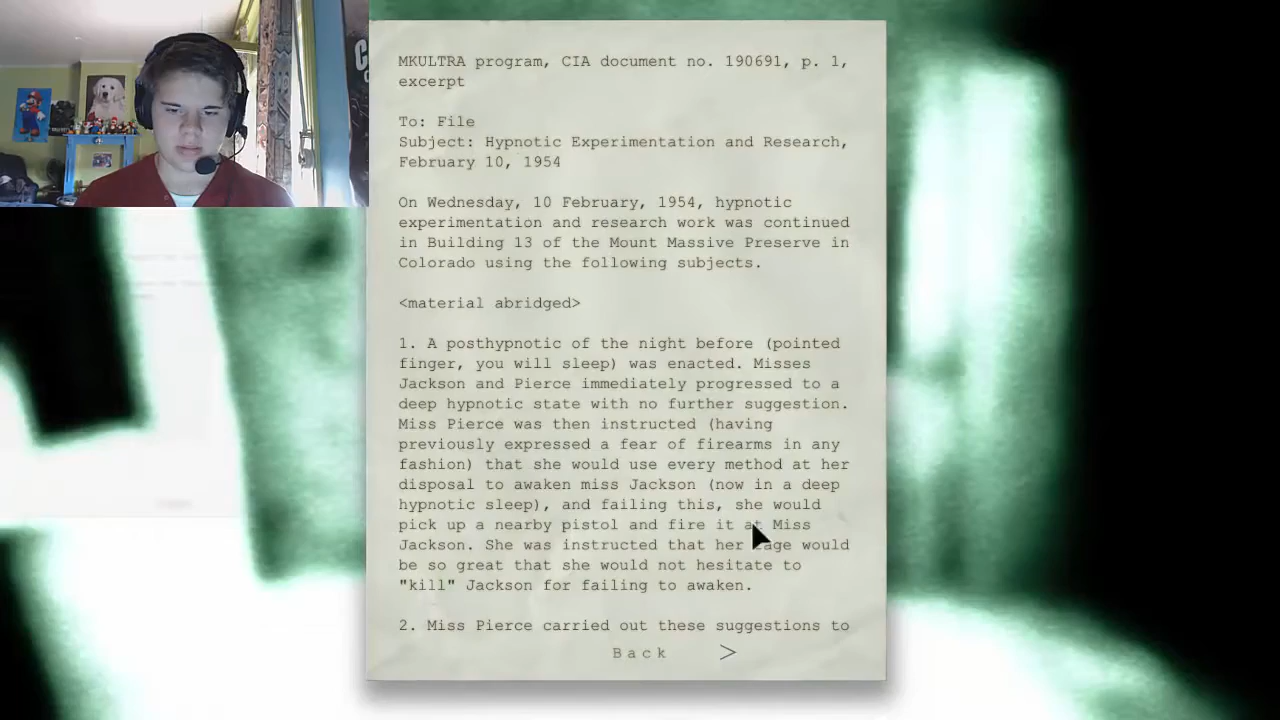 MKULTRA program, CIA document no. 190691, p. 1,
excerpt
To: File
Subject: Hypnotic Experimentation and Research,
February 10, 1954
On Wednesday, 10 February, 1954, hypnotic
experimentation and research work was continued
in Building 13 of the Mount Massive Preserve in
Colorado using the following subjects.
<material abridged>
1. A posthypnotic of the night before (pointed
finger, you will sleep) was enacted. Misses
Jackson and Pierce immediately progressed to a
deep hypnotic state with no further suggestion.
Miss Pierce was then instructed (having
previously expressed a fear of firearms in any
fashion) that she would use every method at her
disposal to awaken miss Jackson (now in a deep
hypnotic sleep), and failing this, she would
pick up a nearby pistol and fire it at Miss
Jackson. She was instructed that her rage would
be so great that she would not hesitate to
"kill" Jackson for failing to awaken.
2. Miss Pierce carried out these suggestions to
Back >